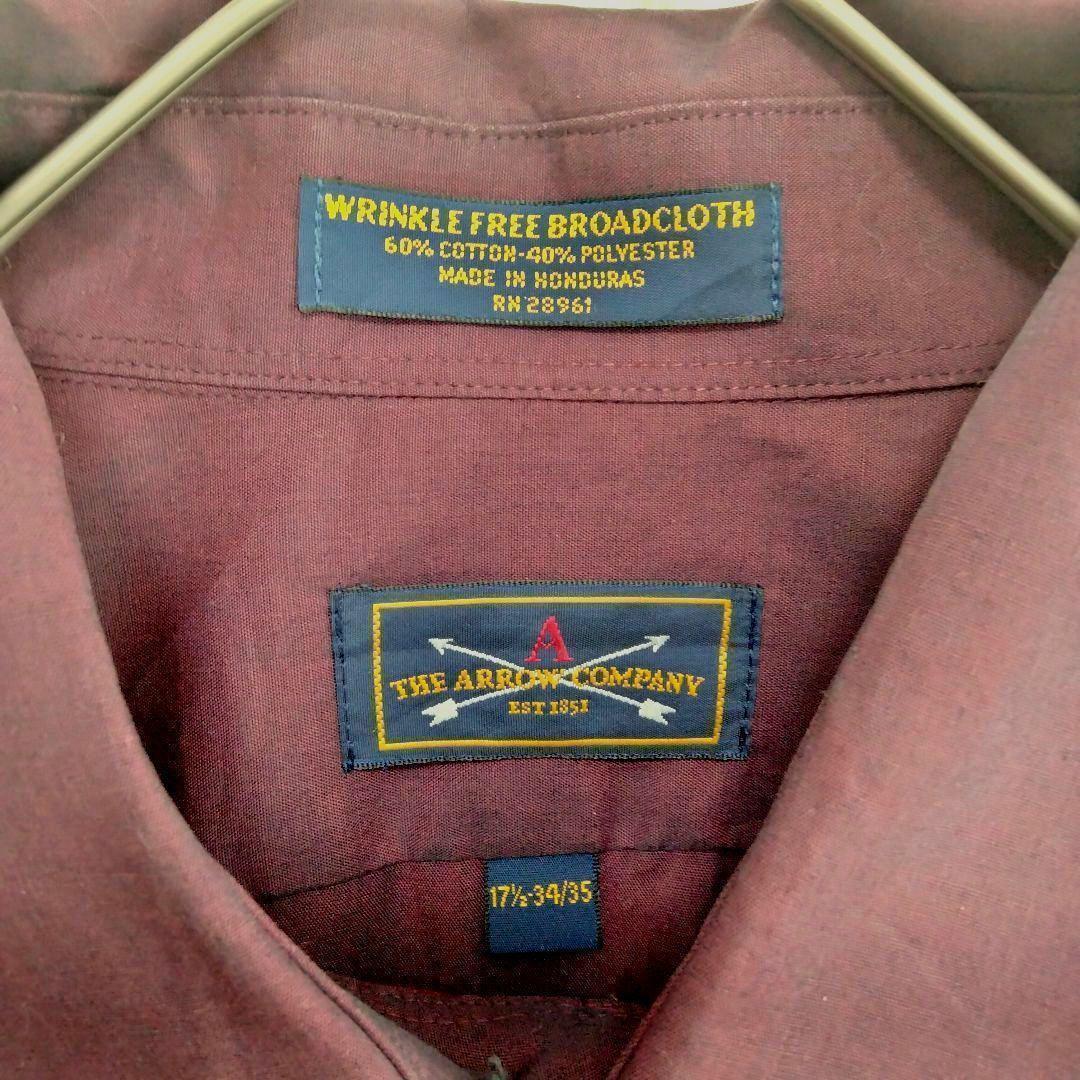 WRINKLE FREE BROADCLOTH
60% COTTON-40% POLYESTER
MADE IN HONDURAS
RN 28961
A
THE ARROW COMPANY
EST 1851
17½-34/35